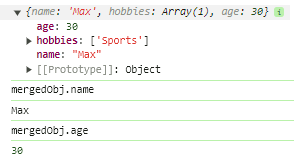 {name: 'Max', hobbies: Array(1), age: 30} i
age: 30
hobbies: ['Sports']
name: "Max"
[[Prototype]]: Object
mergedObj.name
Max
mergedObj.age
30